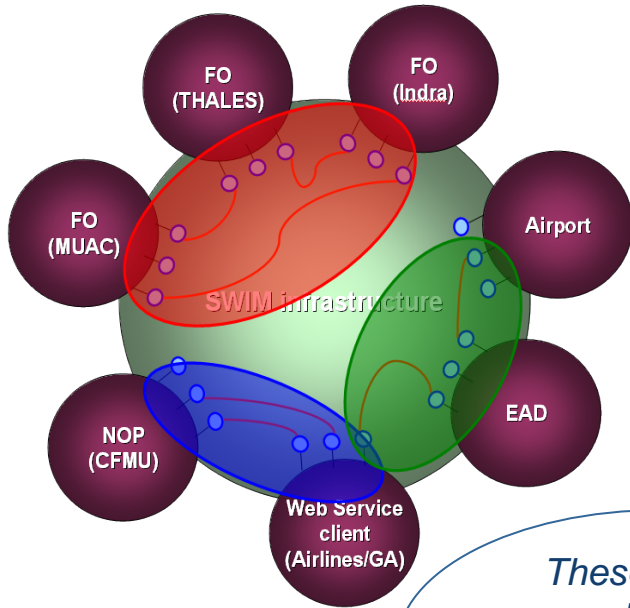 FO
(THALES)
FO
(Indra)
FO
(MUAC)
Airport
SWIM infrastructure
NOP
(CFMU)
EAD
Web Service
client
(Airlines/GA)
Thes